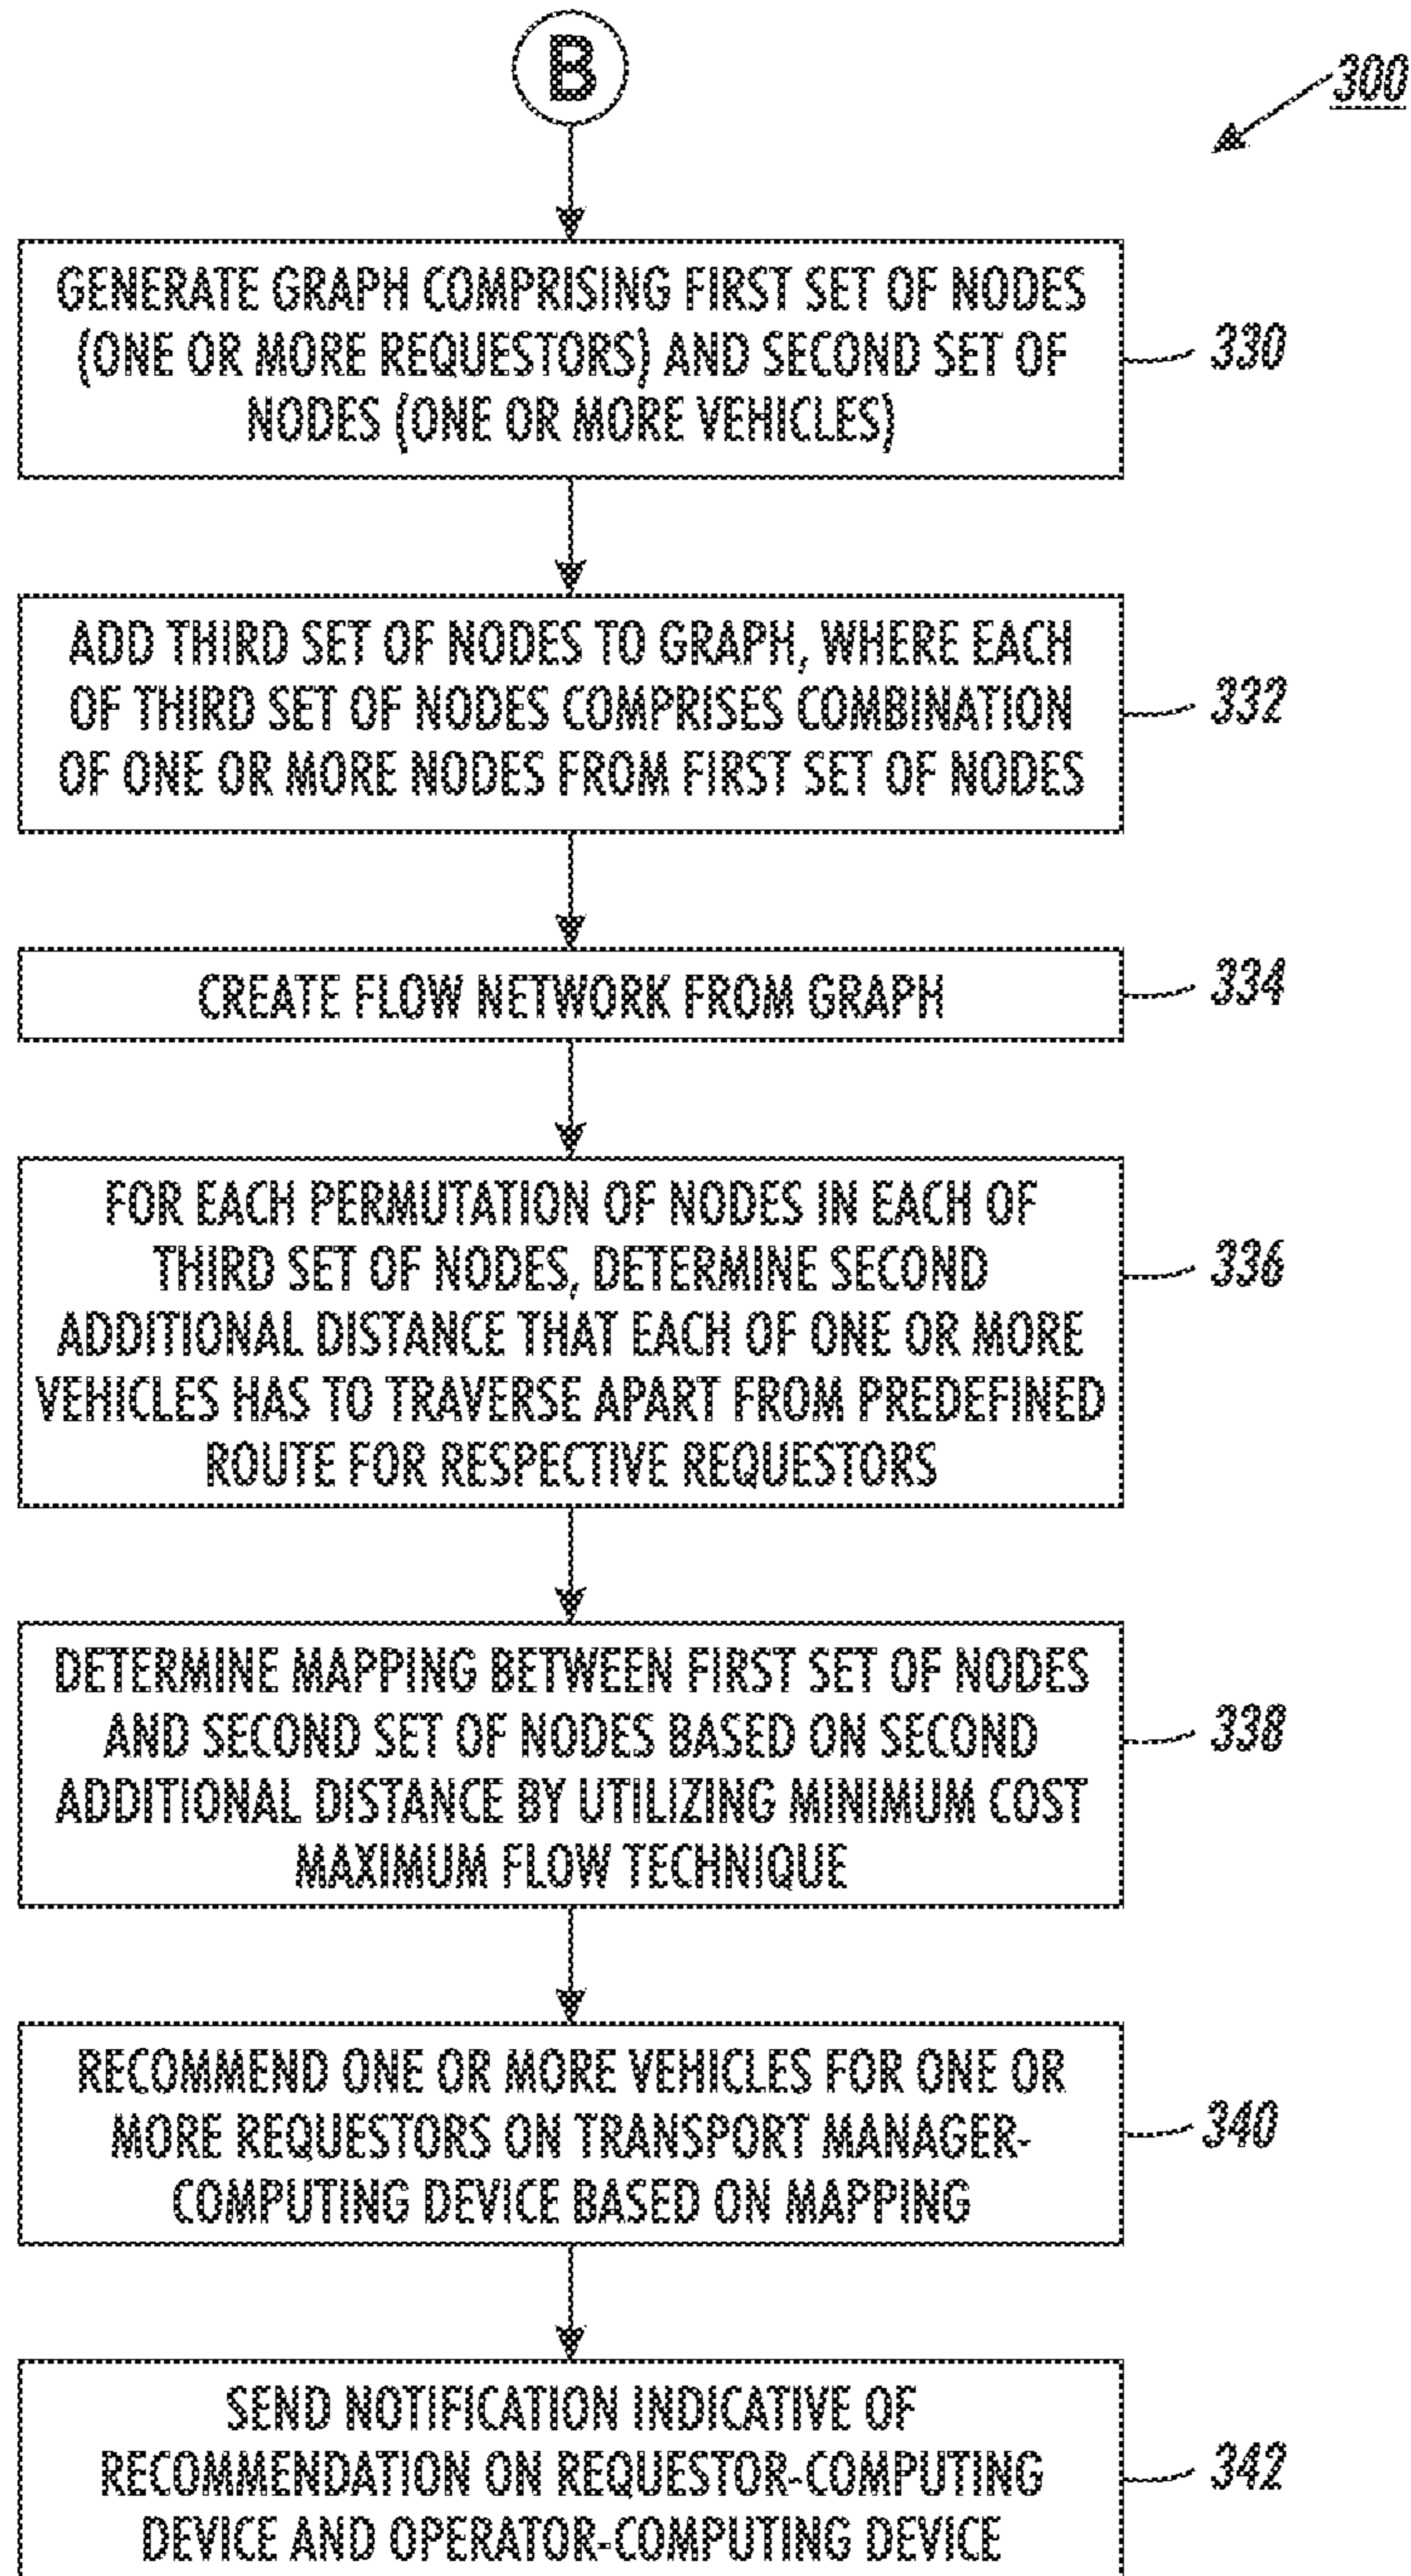 B
300
GENERATE GRAPH COMPRISING FIRST SET OF NODES
(ONE OR MORE REQUESTORS) AND SECOND SET OF
NODES (ONE OR MORE VEHICLES)
330
ADD THIRD SET OF NODES TO GRAPH, WHERE EACH
OF THIRD SET OF NODES COMPRISES COMBINATION
OF ONE OR MORE NODES FROM FIRST SET OF NODES
332
CREATE FLOW NETWORK FROM GRAPH
334
FOR EACH PERMUTATION OF NODES IN EACH OF
THIRD SET OF NODES, DETERMINE SECOND
ADDITIONAL DISTANCE THAT EACH OF ONE OR MORE
VEHICLES HAS TO TRAVERSE APART FROM PREDEFINED
ROUTE FOR RESPECTIVE REQUESTORS
336
DETERMINE MAPPING BETWEEN FIRST SET OF NODES
AND SECOND SET OF NODES BASED ON SECOND
ADDITIONAL DISTANCE BY UTILIZING MINIMUM COST
MAXIMUM FLOW TECHNIQUE
338
RECOMMEND ONE OR MORE VEHICLES FOR ONE OR
MORE REQUESTORS ON TRANSPORT MANAGER-
COMPUTING DEVICE BASED ON MAPPING
340
SEND NOTIFICATION INDICATIVE OF
RECOMMENDATION ON REQUESTOR-COMPUTING
DEVICE AND OPERATOR-COMPUTING DEVICE
342